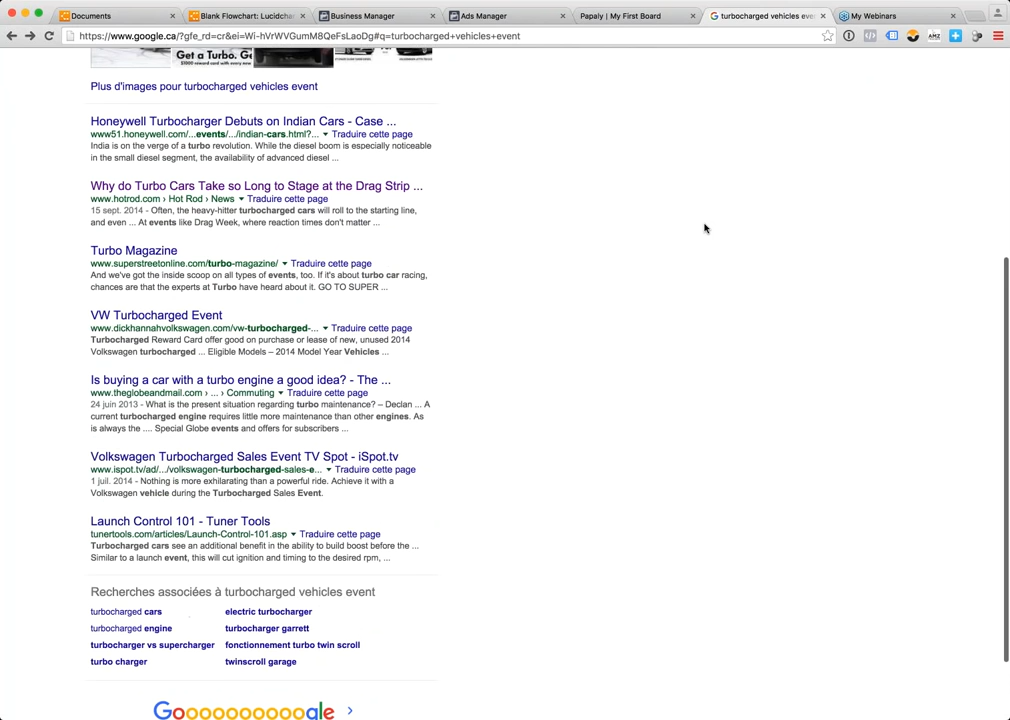 Documents
Blank Flowchart: Lucidchar
Business Manager
Ads Manager
Papaly | My First Board
turbocharged vehicles eve
My Webinars
https://www.google.ca/?gfe_rd=cr&ei=Wi-hVrWVGumM8QeFsLaoDg#q=turbocharged+vehicles+event
Get a Turbo. Ge
Plus d'images pour turbocharged vehicles event
Honeywell Turbocharger Debuts on Indian Cars - Case ...
www51.honeywell.com/...events/.../indian-cars.html?... Traduire cette page
India is on the verge of a turbo revolution. While the diesel boom is especially noticeable
in the small diesel segment, the availability of advanced diesel ...
Why do Turbo Cars Take so Long to Stage at the Drag Strip ...
www.hotrod.com › Hot Rod › News Traduire cette page
15 sept. 2014 - Often, the heavy-hitter turbocharged cars will roll to the starting line,
and even ... At events like Drag Week, where reaction times don't matter ...
Turbo Magazine
www.superstreetonline.com/turbo-magazine/ Traduire cette page
And we've got the inside scoop on all types of events, too. If it's about turbo car racing,
chances are that the experts at Turbo have heard about it. GO TO SUPER ...
VW Turbocharged Event
www.dickhannahvolkswagen.com/vw-turbocharged-... Traduire cette page
Turbocharged Reward Card offer good on purchase or lease of new, unused 2014
Volkswagen turbocharged ... Eligible Models – 2014 Model Year Vehicles ...
Is buying a car with a turbo engine a good idea? - The ...
www.theglobeandmail.com › ... › Commuting Traduire cette page
24 juin 2013 - What is the present situation regarding turbo maintenance? – Declan ... A
current turbocharged engine requires little more maintenance than other engines. As
is always the .... Special Globe events and offers for subscribers ...
Volkswagen Turbocharged Sales Event TV Spot - iSpot.tv
www.ispot.tv/ad/.../volkswagen-turbocharged-sales-e... Traduire cette page
1 juil. 2014 - Nothing is more exhilarating than a powerful ride. Achieve it with a
Volkswagen vehicle during the Turbocharged Sales Event.
Launch Control 101 - Tuner Tools
tunertools.com/articles/Launch-Control-101.asp Traduire cette page
Turbocharged cars see an additional benefit in the ability to build boost before the ...
Similar to a launch event, this will cut ignition and timing to the desired rpm, ...
Recherches associées à turbocharged vehicles event
turbocharged cars electric turbocharger
turbocharged engine turbocharger garrett
turbocharger vs supercharger fonctionnement turbo twin scroll
turbo charger twinscroll garage
Goooooooooogle